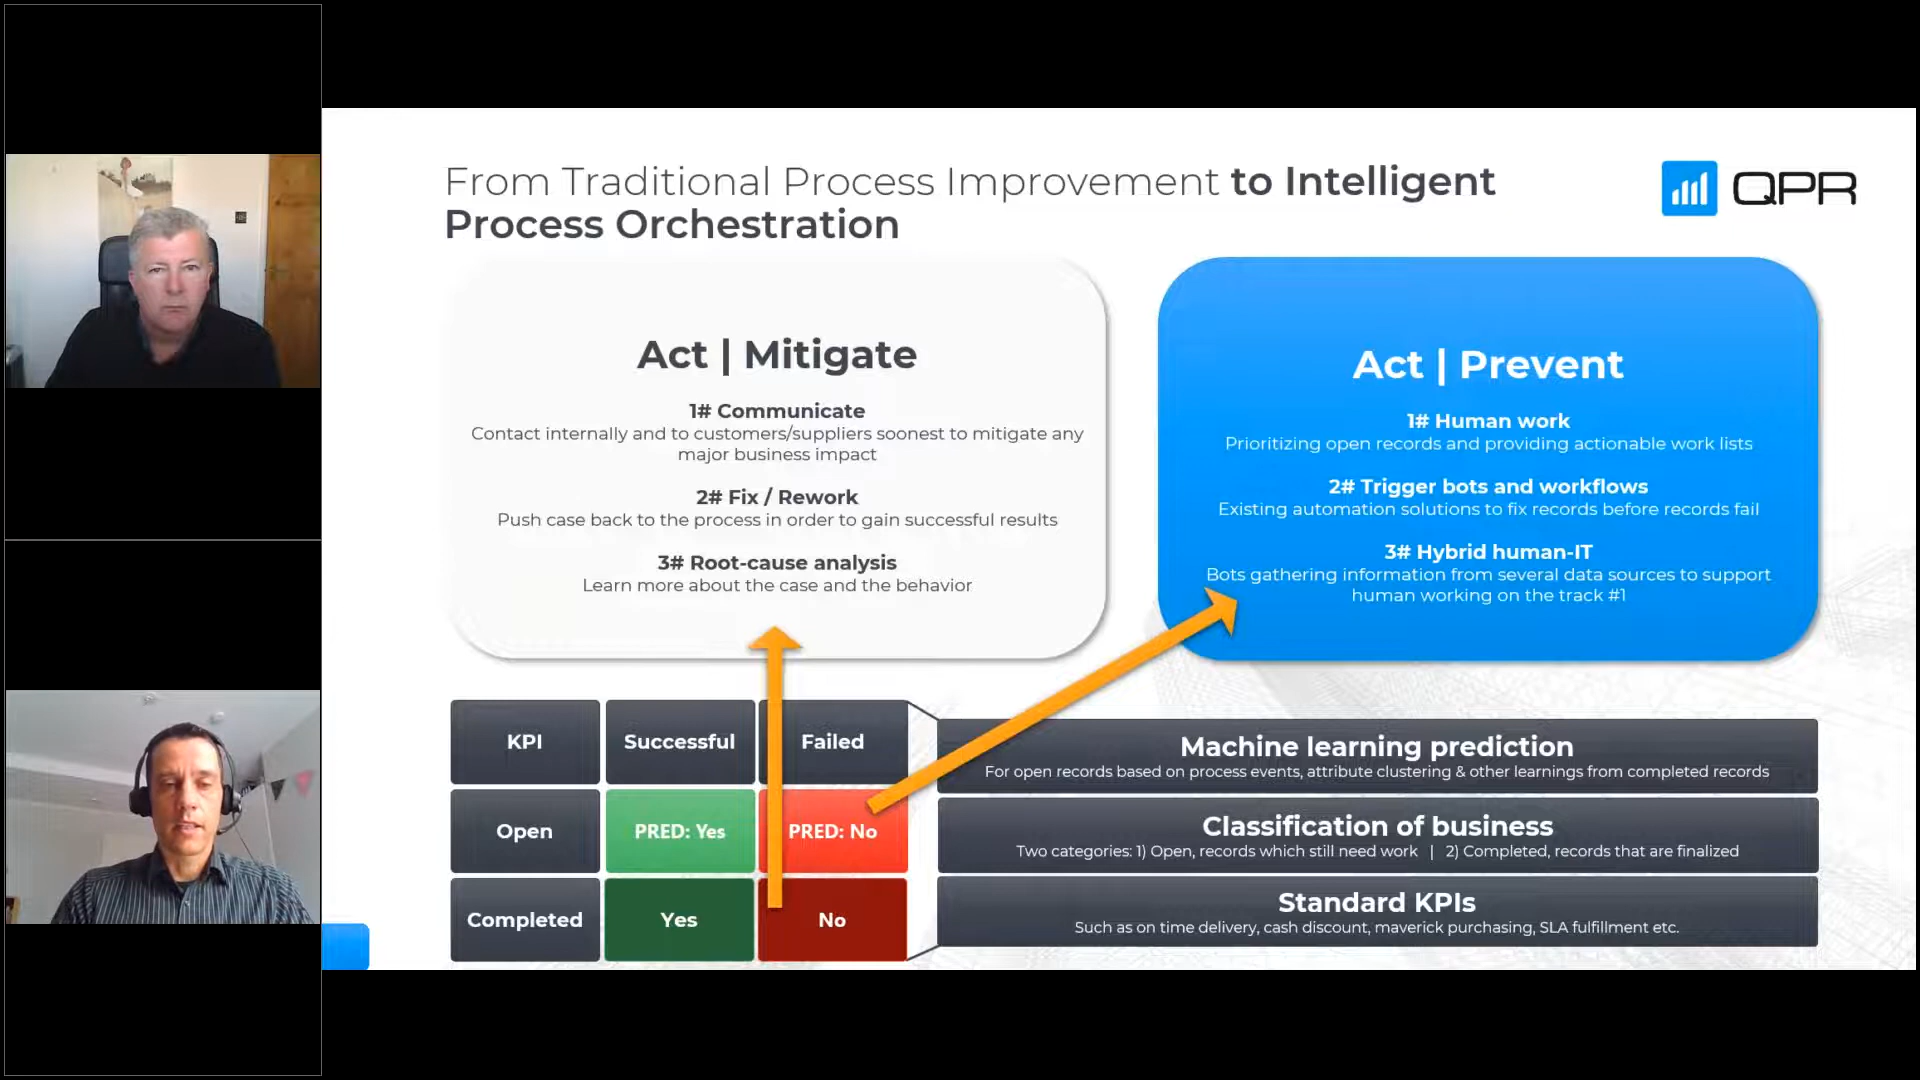 From Traditional Process Improvement to Intelligent
Process Orchestration
QPR
Act | Mitigate
1# Communicate
Contact internally and to customers/suppliers soonest to mitigate any
major business impact
2# Fix / Rework
Push case back to the process in order to gain successful results
3# Root-cause analysis
Learn more about the case and the behavior
Act | Prevent
1# Human work
Prioritizing open records and providing actionable work lists
2# Trigger bots and workflows
Existing automation solutions to fix records before records fail
3# Hybrid human-IT
Bots gathering information from several data sources to support
human working on the track #1
KPI
Successful
Failed
Open
PRED: Yes
PRED: No
Completed
Yes
No
Machine learning prediction
For open records based on process events, attribute clustering & other learnings from completed records
Classification of business
Two categories: 1) Open, records which still need work | 2) Completed, records that are finalized
Standard KPIs
Such as on time delivery, cash discount, maverick purchasing, SLA fulfillment etc.